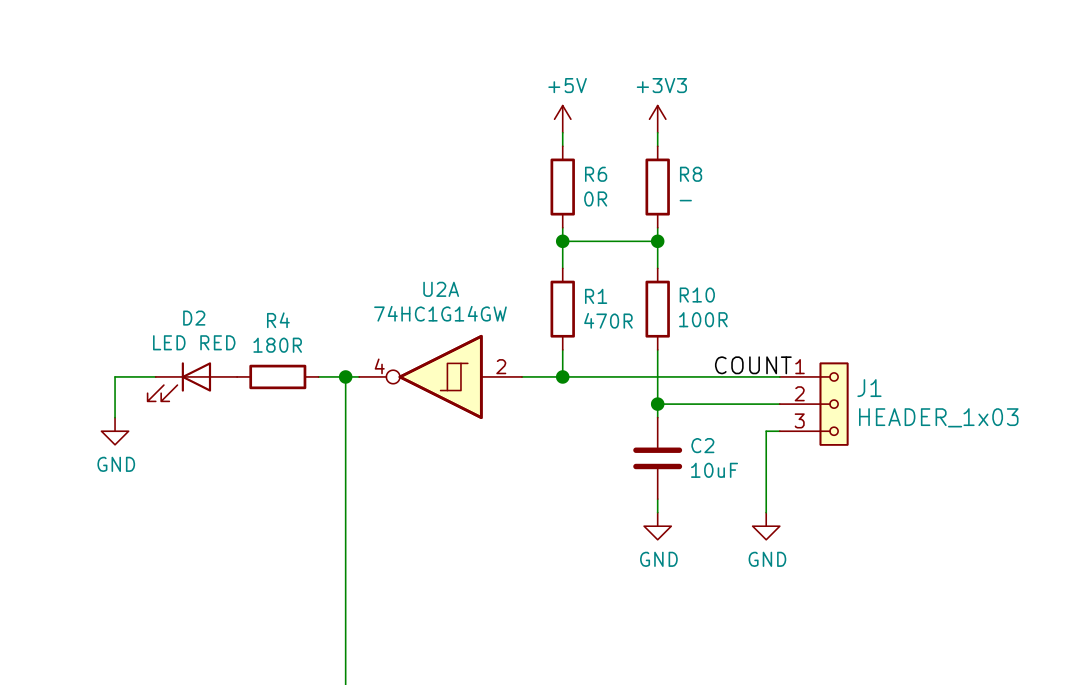 +5V
+3V3
R6
0R
R8
–
U2A
74HC1G14GW
R1
470R
R10
100R
D2
LED RED
R4
180R
4
2
COUNT
1
2
3
J1
HEADER_1x03
C2
10uF
GND
GND
GND